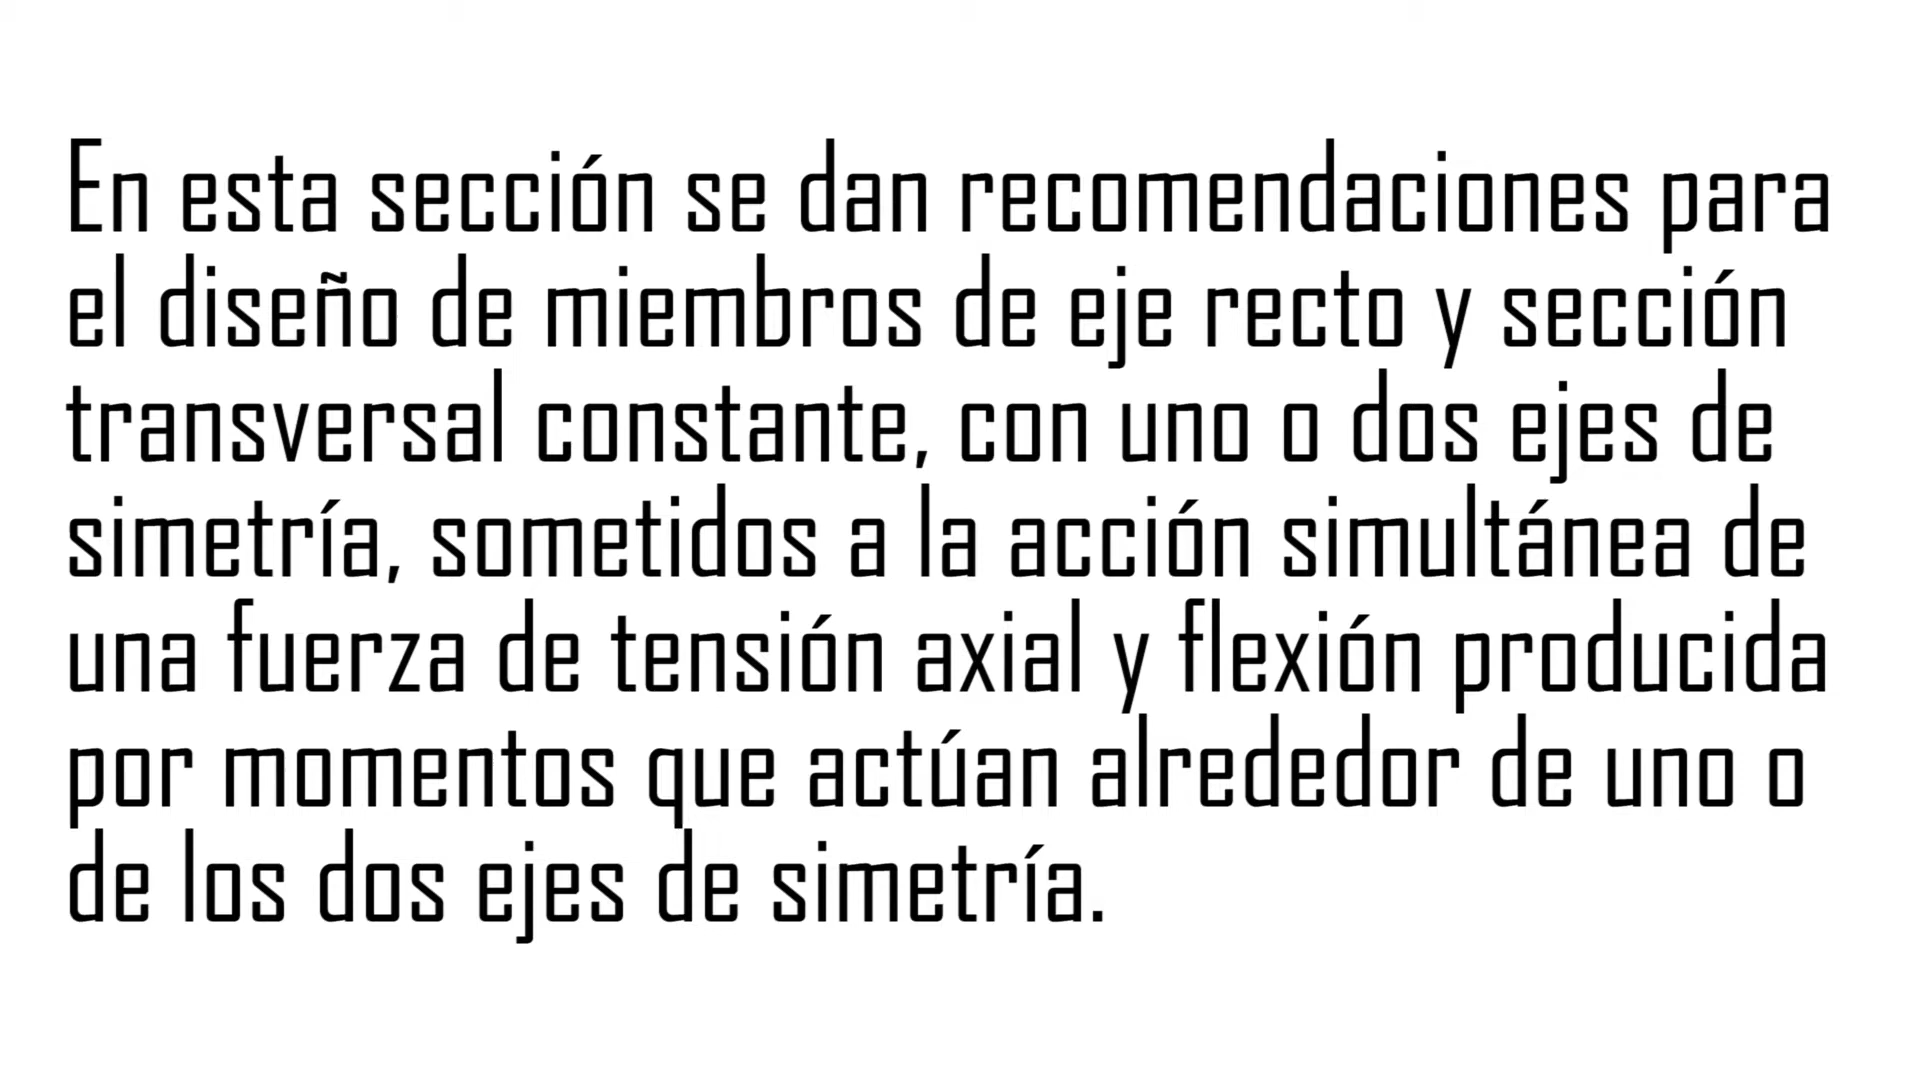 En esta sección se dan recomendaciones para
el diseño de miembros de eje recto y sección
transversal constante, con uno o dos ejes de
simetría, sometidos a la acción simultánea de
una fuerza de tensión axial y flexión producida
por momentos que actúan alrededor de uno o
de los dos ejes de simetría.